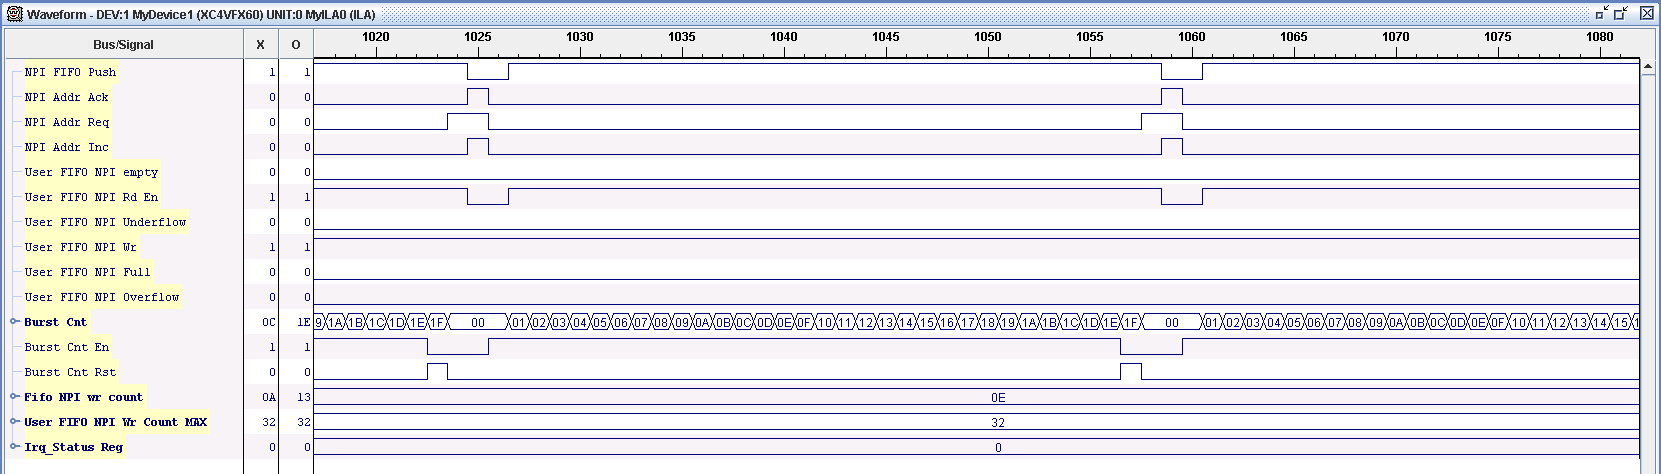 Waveform - DEV:1 MyDevice1 (XC4VFX60) UNIT:0 MyILA0 (ILA)
Bus/Signal X O 1020 1025 1030 1035 1040 1045 1050 1055 1060 1065 1070 1075 1080
NPI FIFO Push 1 1
NPI Addr Ack 0 0
NPI Addr Req 0 0
NPI Addr Inc 0 0
User FIFO NPI empty 0 0
User FIFO NPI Rd En 1 1
User FIFO NPI Underflow 0 0
User FIFO NPI Wr 1 1
User FIFO NPI Full 0 0
User FIFO NPI Overflow 0 0
Burst Cnt 0C 1E 9 1A 1B 1C 1D 1E 1F 00 01 02 03 04 05 06 07 08 09 0A 0B 0C 0D 0E 0F 10 11 12 13 14 15 16 17 18 19 1A 1B 1C 1D 1E 1F 00 01 02 03 04 05 06 07 08 09 0A 0B 0C 0D 0E 0F 10 11 12 13 14 15 1
Burst Cnt En 1 1
Burst Cnt Rst 0 0
Fifo NPI wr count 0A 13 0E
User FIFO NPI Wr Count MAX 32 32 32
Irq_Status Reg 0 0 0